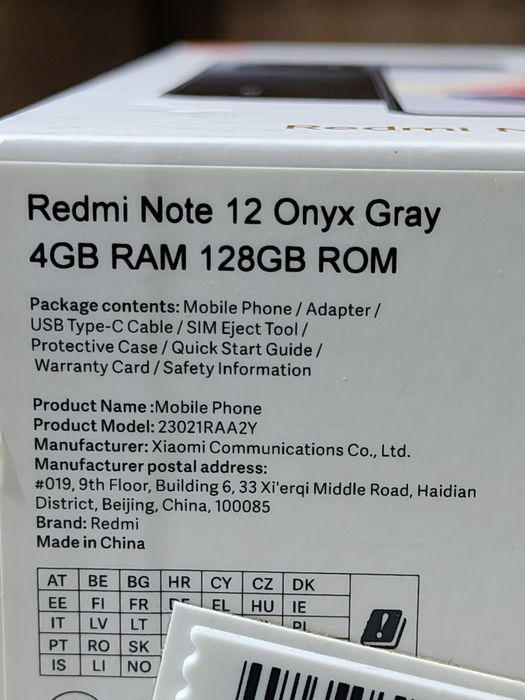 Redmi N
Redmi Note 12 Onyx Gray
4GB RAM 128GB ROM
Package contents: Mobile Phone / Adapter /
USB Type-C Cable / SIM Eject Tool /
Protective Case / Quick Start Guide /
Warranty Card / Safety Information
Product Name :Mobile Phone
Product Model: 23021RAA2Y
Manufacturer: Xiaomi Communications Co., Ltd.
Manufacturer postal address:
#019, 9th Floor, Building 6, 33 Xi'erqi Middle Road, Haidian
District, Beijing, China, 100085
Brand: Redmi
Made in China
AT BE BG HR CY CZ DK
EE FI FR DE EL HU IE
IT LV LT PL
PT RO SK
IS LI NO